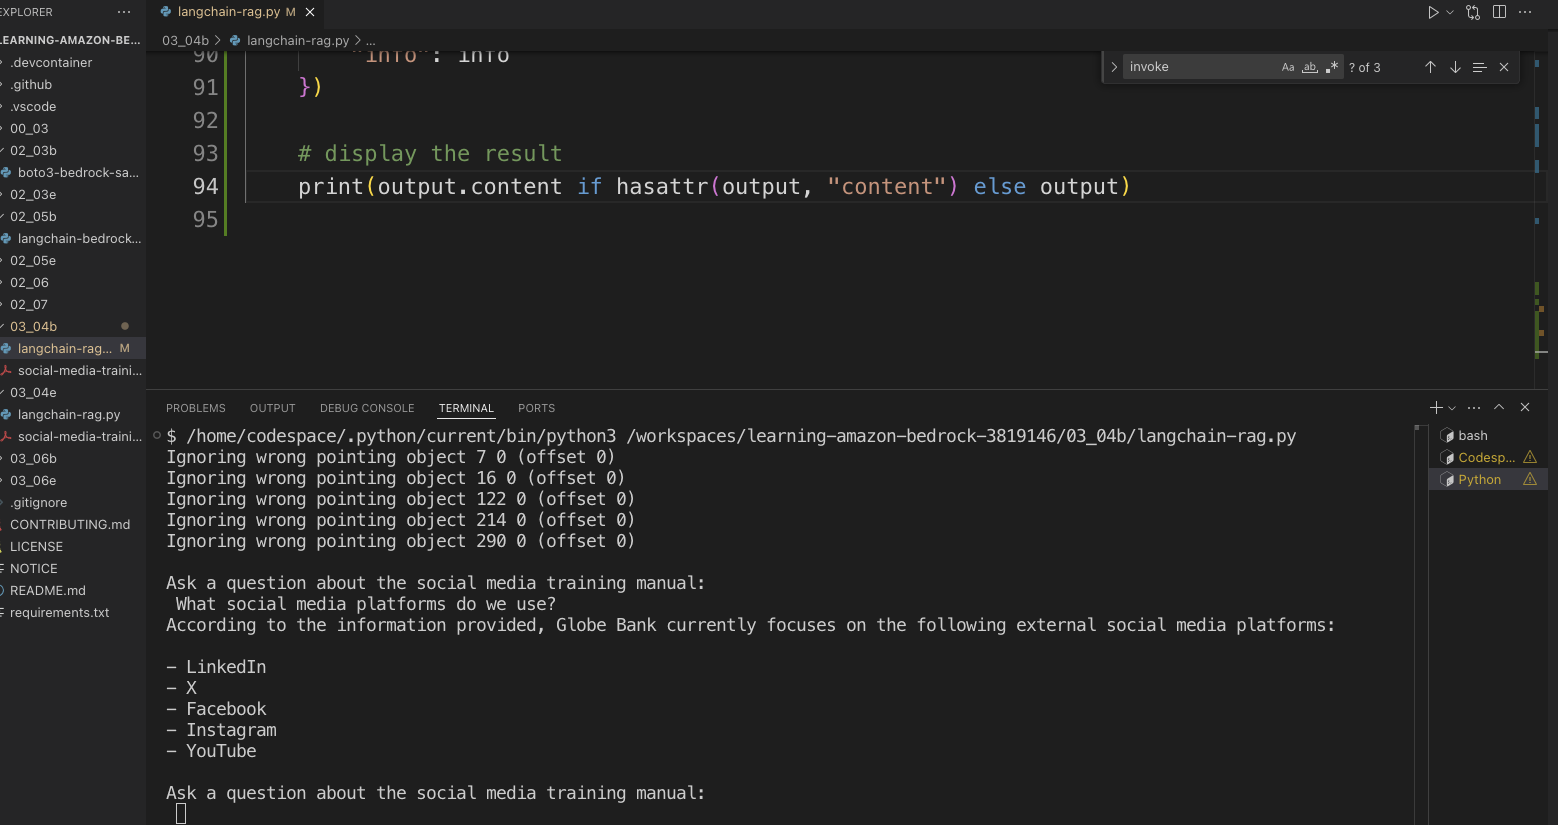 EXPLORER
LEARNING-AMAZON-BE...
.devcontainer
.github
.vscode
00_03
02_03b
boto3-bedrock-sa...
02_03e
02_05b
langchain-bedrock...
02_05e
02_06
02_07
03_04b
langchain-rag... M
social-media-traini...
03_04e
langchain-rag.py
social-media-traini...
03_06b
03_06e
.gitignore
CONTRIBUTING.md
LICENSE
NOTICE
README.md
requirements.txt
langchain-rag.py M
03_04b > langchain-rag.py > ...
invoke Aa ab .* ? of 3
90 "info": info
91 })
92
93 # display the result
94 print(output.content if hasattr(output, "content") else output)
95
PROBLEMS OUTPUT DEBUG CONSOLE TERMINAL PORTS
$ /home/codespace/.python/current/bin/python3 /workspaces/learning-amazon-bedrock-3819146/03_04b/langchain-rag.py
Ignoring wrong pointing object 7 0 (offset 0)
Ignoring wrong pointing object 16 0 (offset 0)
Ignoring wrong pointing object 122 0 (offset 0)
Ignoring wrong pointing object 214 0 (offset 0)
Ignoring wrong pointing object 290 0 (offset 0)
Ask a question about the social media training manual:
What social media platforms do we use?
According to the information provided, Globe Bank currently focuses on the following external social media platforms:
- LinkedIn
- X
- Facebook
- Instagram
- YouTube
Ask a question about the social media training manual:
bash
Codesp...
Python